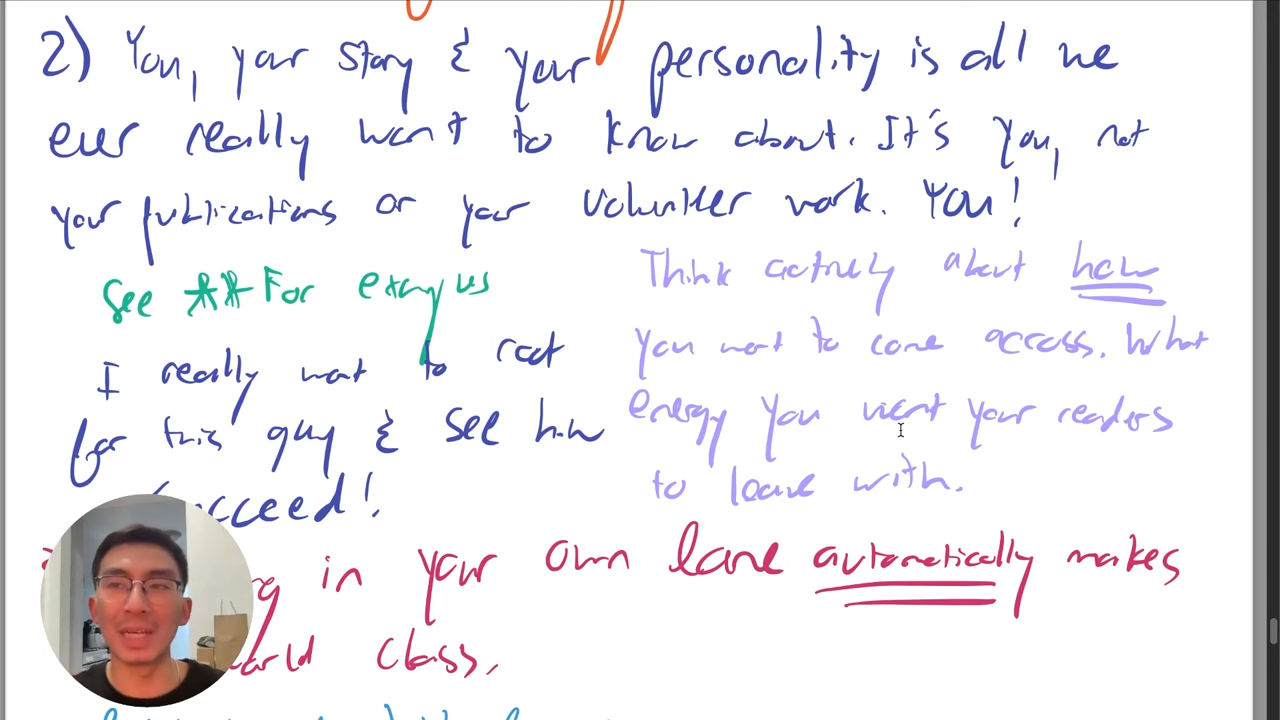 2) You, your story & your personality is all we
ever really want to know about. It's you, not
your publications or your volunteer work. You!
See ** For examples
Think actively about how
you want to come across. What
energy you want your readers
to leave with.
I really want to root
for this guy & see him
succeed!
in your own lane automatically makes
world class.